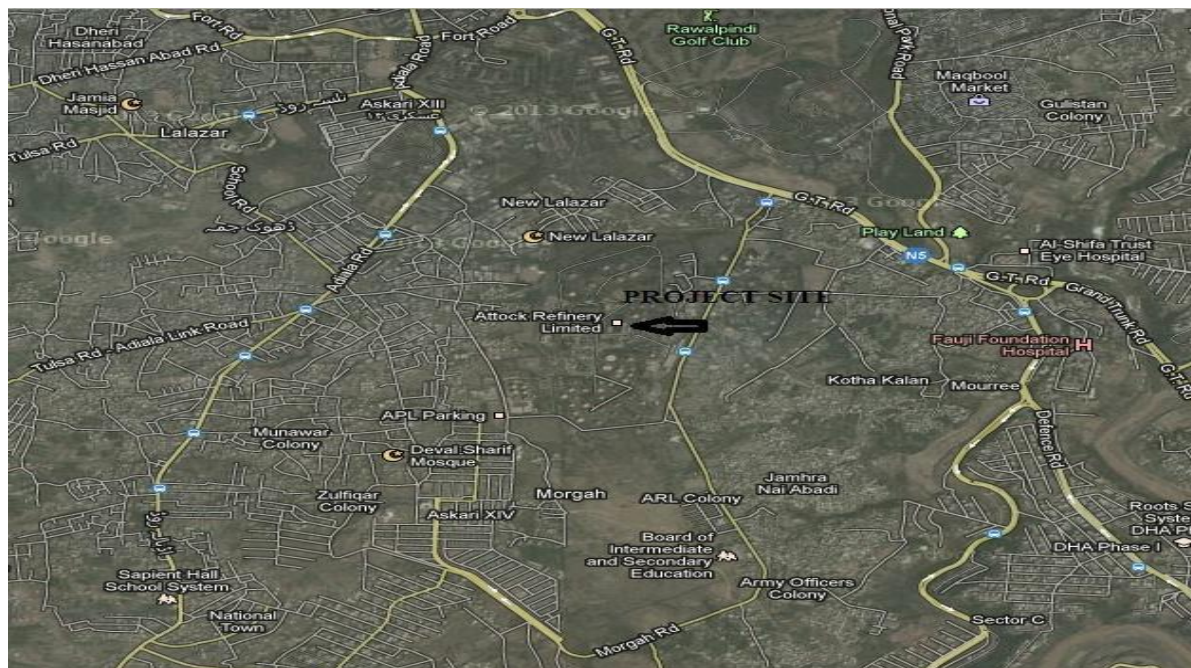 Dheri
Hasanabad
Fort Rd
Fort Road
Dheri Hassan Abad Rd
Adiala Road
G-T-Rd
Rawalpindi
Golf Club
Maqbool
Market
Gulistan
Colony
Jamia
Masjid
Askari XIII
عسکری ١٣
© 2013 Google
Lalazar
Tulsa Rd
School Rd
New Lalazar
New Lalazar
G-T-Rd
Play Land
N5
Al-Shifa Trust
Eye Hospital
G-T-Rd
Grand Trunk Rd
Google
Adiala Rd
PROJECT SITE
Attock Refinery
Limited
Tulsa Rd - Adiala Link Road
Fauji Foundation
Hospital
H
G-T-Rd
Kotha Kalan
Mourree
APL Parking
Munawar
Colony
Deval Sharif
Mosque
Defence Rd
Zulfiqar
Colony
Morgah
ARL Colony
Jamhra
Nai Abadi
Askari XIV
Board of
Intermediate
and Secondary
Education
Roots S
System
DHA Ph
DHA Phase I
Sapient Hall
School System
Army Officers
Colony
National
Town
Sector C
Morgah Rd